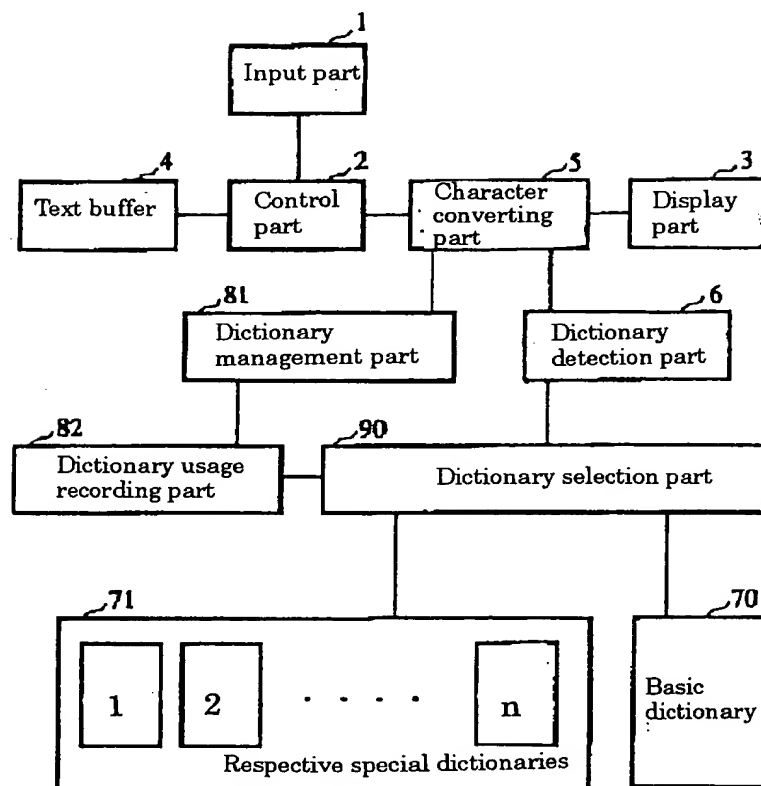 1
Input part
4
2
5
3
Text buffer
Control
part
Character
converting
part
Display
part
81
6
Dictionary
management part
Dictionary
detection part
82
90
Dictionary usage
recording part
Dictionary selection part
71
70
1
2
. . . .
n
Basic
dictionary
Respective special dictionaries